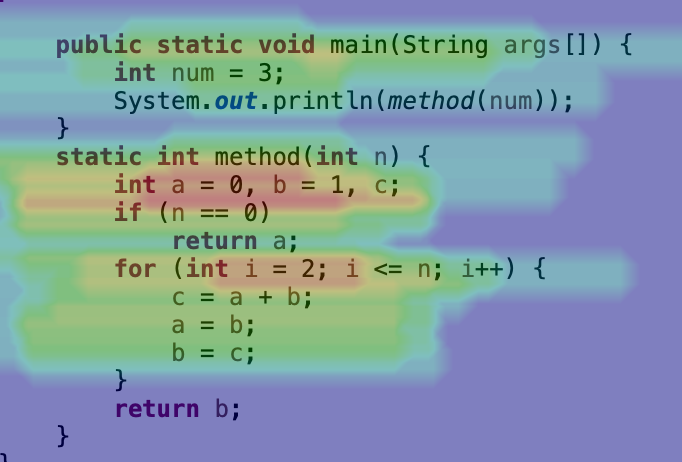 public static void main(String args[]) {
int num = 3;
System.out.println(method(num));
}
static int method(int n) {
int a = 0, b = 1, c;
if (n == 0)
return a;
for (int i = 2; i <= n; i++) {
c = a + b;
a = b;
b = c;
}
return b;
}
}